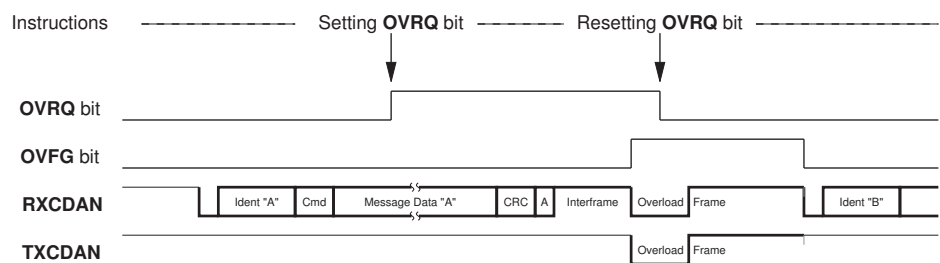 Instructions Setting OVRQ bit Resetting OVRQ bit
OVRQ bit
OVFG bit
RXCDAN Ident "A" Cmd Message Data "A" CRC A Interframe Overload Frame Ident "B"
TXCDAN Overload Frame